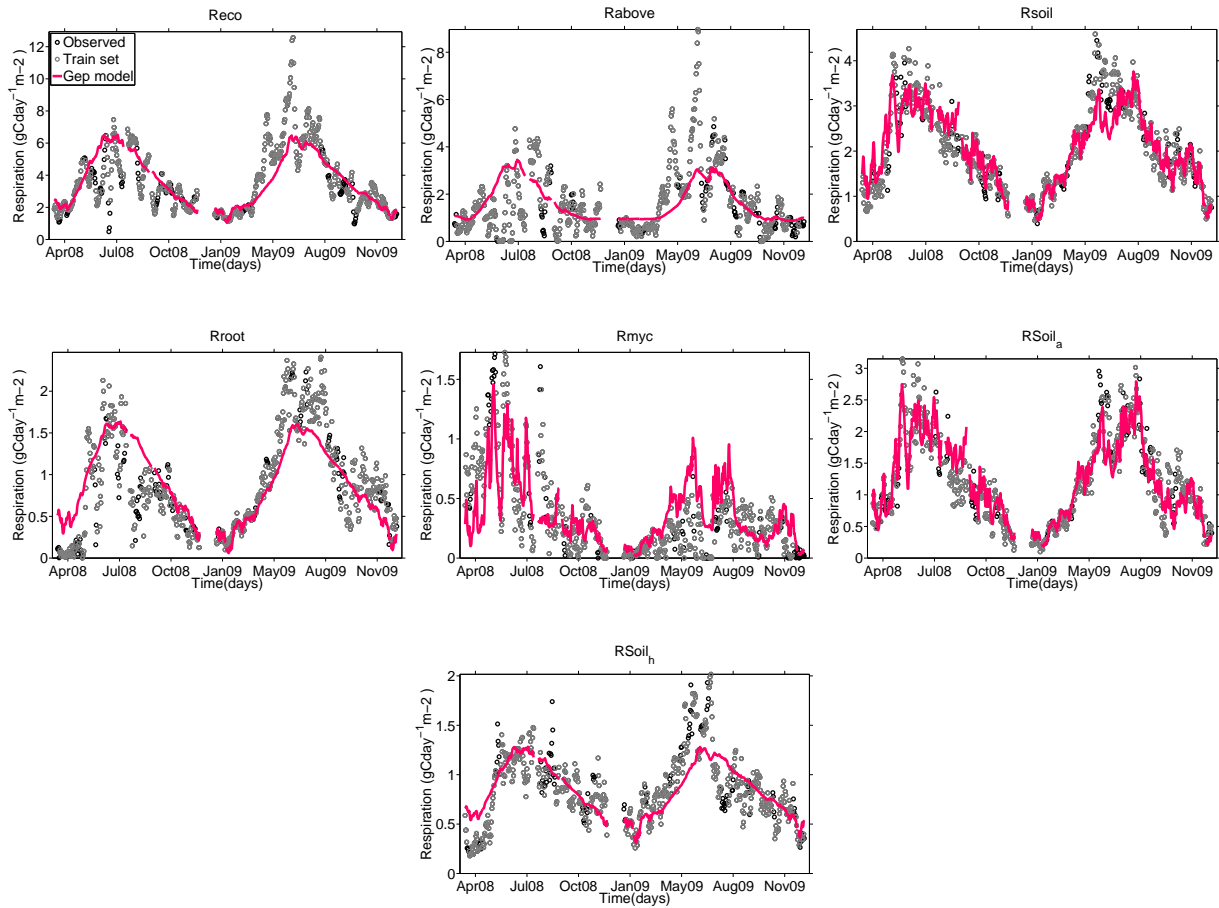 Reco
Respiration (gCday−1m−2 )
12
10
8
6
4
2
0
Observed
Train set
Gep model
Apr08 Jul08 Oct08 Jan09 May09 Aug09 Nov09
Time(days)
Rabove
Respiration (gCday−1m−2 )
8
6
4
2
0
Apr08 Jul08 Oct08 Jan09 May09 Aug09 Nov09
Time(days)
Rsoil
Respiration (gCday−1m−2 )
4
3
2
1
0
Apr08 Jul08 Oct08 Jan09 May09 Aug09 Nov09
Time(days)
Rroot
Respiration (gCday−1m−2 )
2
1.5
1
0.5
0
Apr08 Jul08 Oct08 Jan09 May09 Aug09 Nov09
Time(days)
Rmyc
Respiration (gCday−1m−2 )
1.5
1
0.5
0
Apr08 Jul08 Oct08 Jan09 May09 Aug09 Nov09
Time(days)
RSoila
Respiration (gCday−1m−2 )
3
2.5
2
1.5
1
0.5
0
Apr08 Jul08 Oct08 Jan09 May09 Aug09 Nov09
Time(days)
RSoilh
Respiration (gCday−1m−2 )
2
1.5
1
0.5
0
Apr08 Jul08 Oct08 Jan09 May09 Aug09 Nov09
Time(days)